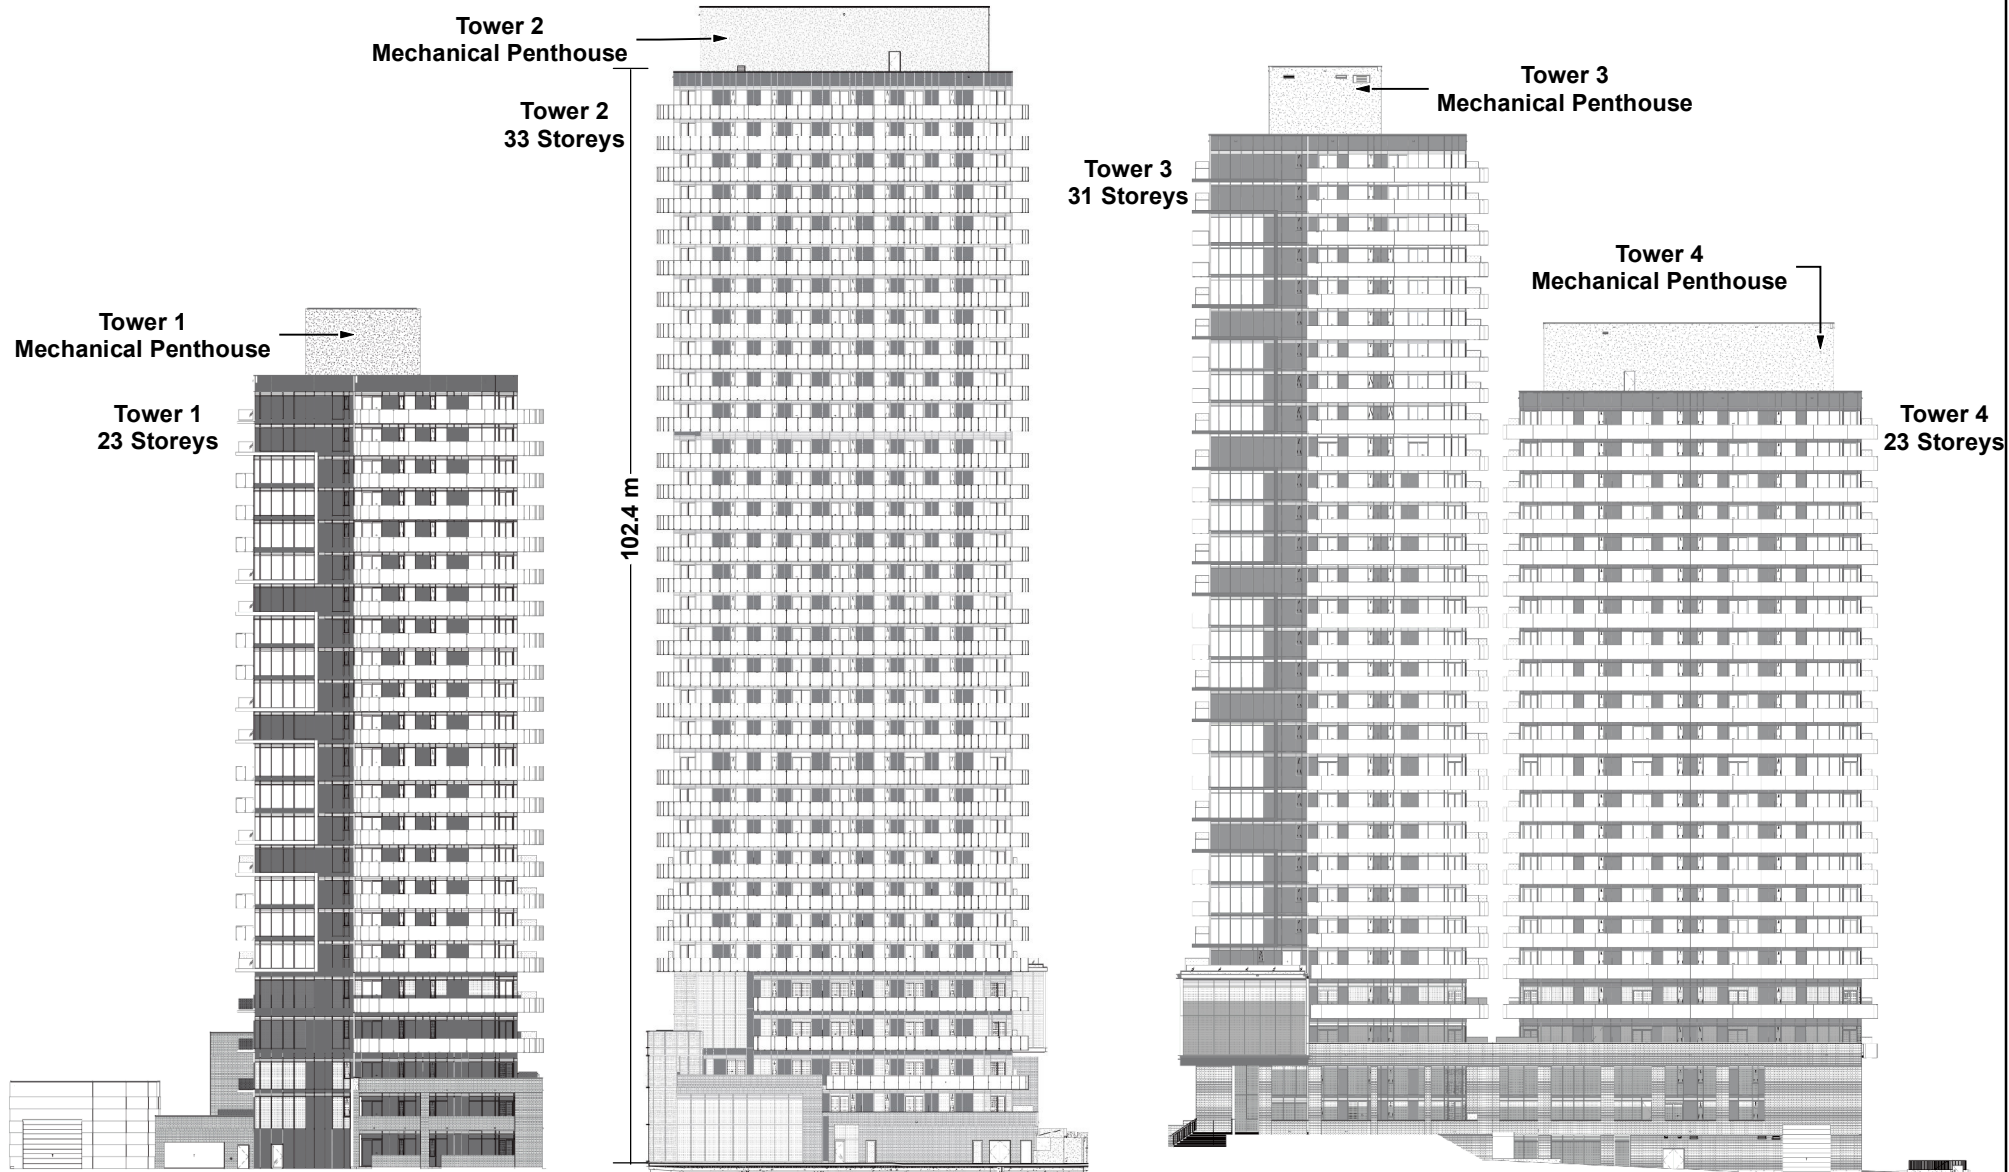 Tower 2
Mechanical Penthouse
Tower 2
33 Storeys
Tower 3
Mechanical Penthouse
Tower 3
31 Storeys
Tower 4
Mechanical Penthouse
Tower 1
Mechanical Penthouse
Tower 1
23 Storeys
Tower 4
23 Storeys
102.4 m